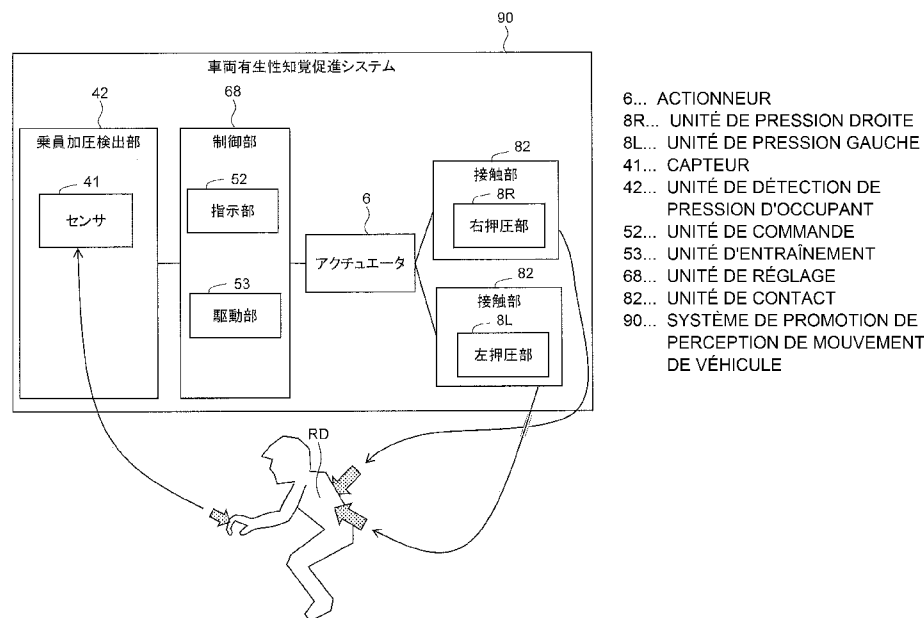 90
車両有生性知覚促進システム
42
乗員加圧検出部
41
センサ
68
制御部
52
指示部
53
駆動部
6
アクチュエータ
82
接触部
8R
右押圧部
82
接触部
8L
左押圧部
RD
6... ACTIONNEUR
8R... UNITÉ DE PRESSION DROITE
8L... UNITÉ DE PRESSION GAUCHE
41... CAPTEUR
42... UNITÉ DE DÉTECTION DE
PRESSION D'OCCUPANT
52... UNITÉ DE COMMANDE
53... UNITÉ D'ENTRAÎNEMENT
68... UNITÉ DE RÉGLAGE
82... UNITÉ DE CONTACT
90... SYSTÈME DE PROMOTION DE
PERCEPTION DE MOUVEMENT
DE VÉHICULE